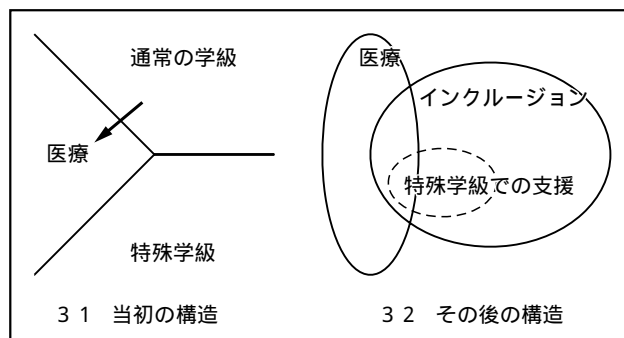 通常の学級
医療
特殊学級
3 1 当初の構造
医療
インクルージョン
特殊学級での支援
3 2 その後の構造